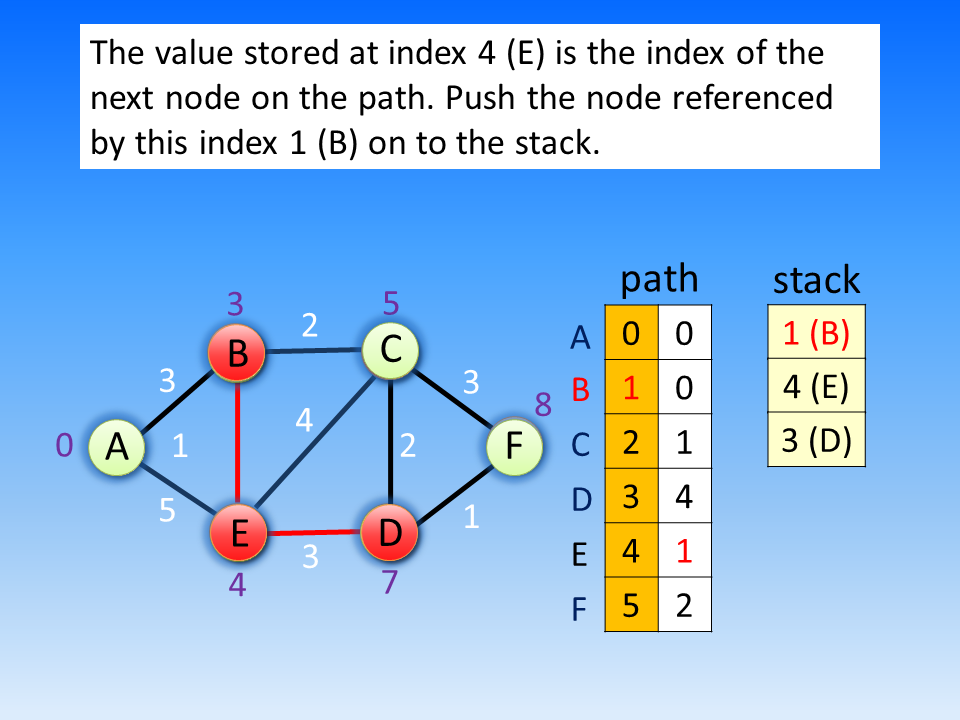 The value stored at index 4 (E) is the index of the
next node on the path. Push the node referenced
by this index 1 (B) on to the stack.
path stack
3 5
2
B C
3 3
8
4
0 A 1 2 F
5 1
E D
3
4 7
A 0 0 1 (B)
B 1 0 4 (E)
C 2 1 3 (D)
D 3 4
E 4 1
F 5 2